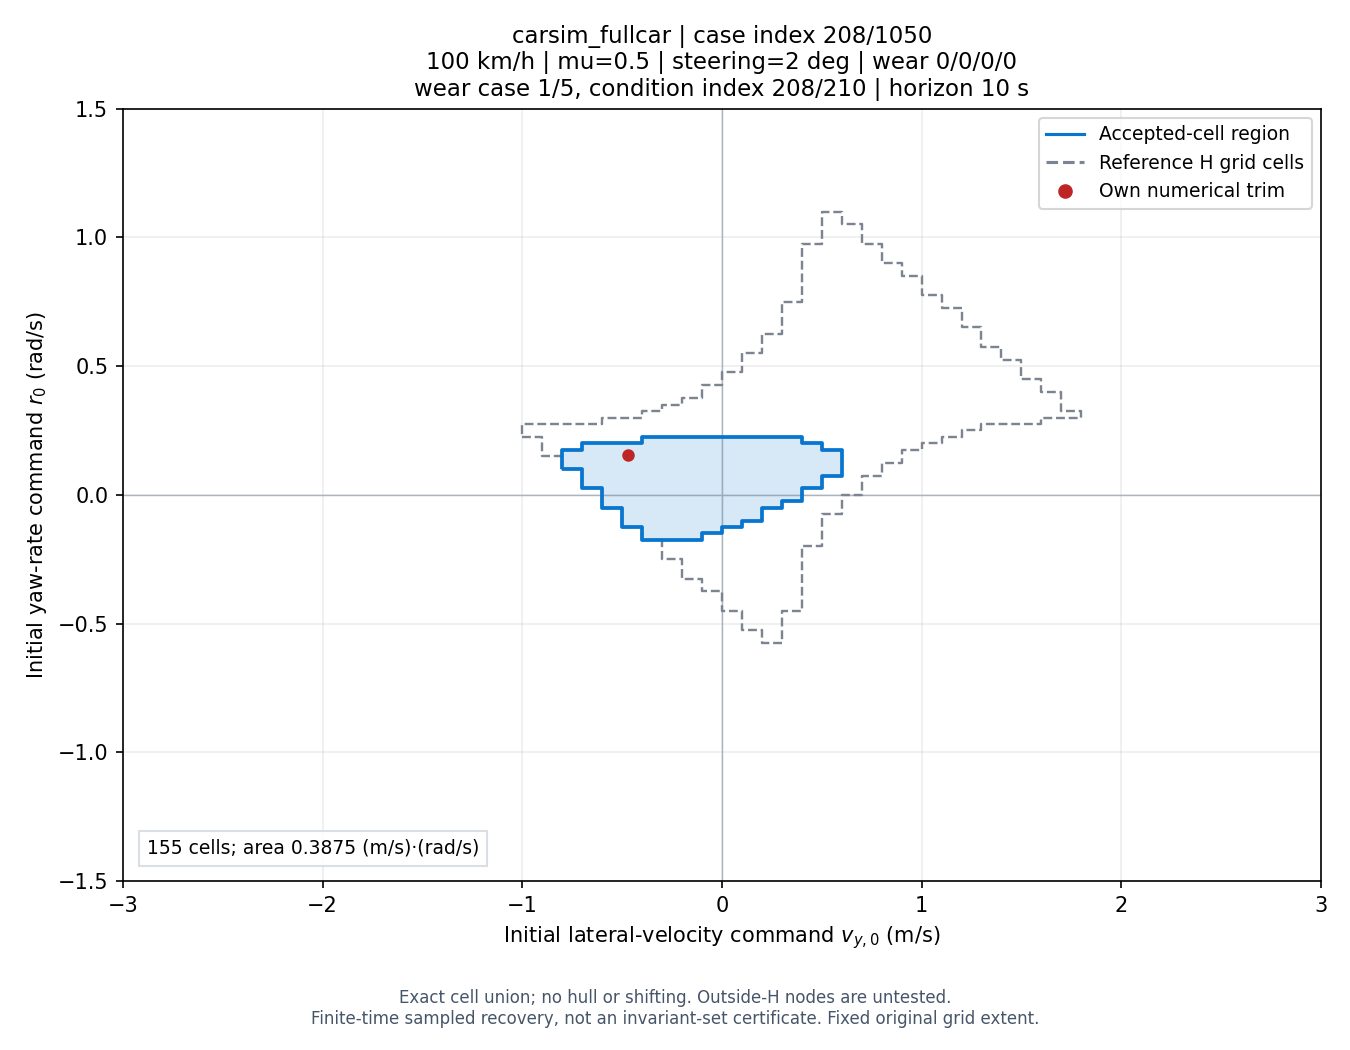 carsim_fullcar | case index 208/1050
100 km/h | mu=0.5 | steering=2 deg | wear 0/0/0/0
wear case 1/5, condition index 208/210 | horizon 10 s
Accepted-cell region
Reference H grid cells
Own numerical trim
1.5
1.0
0.5
0.0
−0.5
−1.0
−1.5
Initial yaw-rate command r₀ (rad/s)
155 cells; area 0.3875 (m/s)·(rad/s)
−3 −2 −1 0 1 2 3
Initial lateral-velocity command v_{y,0} (m/s)
Exact cell union; no hull or shifting. Outside-H nodes are untested.
Finite-time sampled recovery, not an invariant-set certificate. Fixed original grid extent.